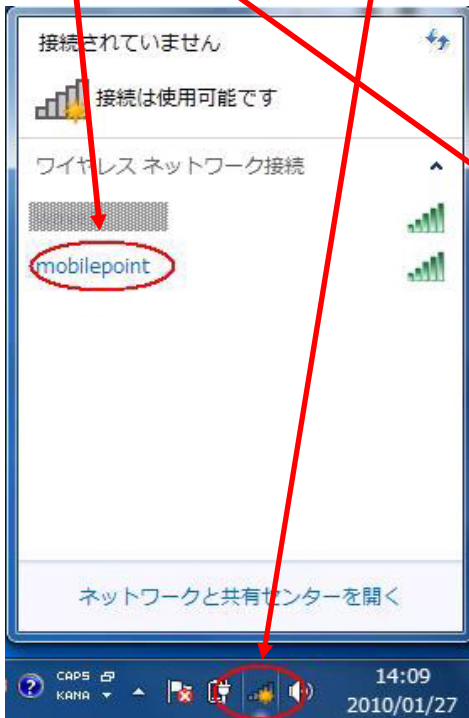 接続されていません
接続は使用可能です
ワイヤレス ネットワーク接続
mobilepoint
ネットワークと共有センターを開く
CAPS
KANA
14:09
2010/01/27